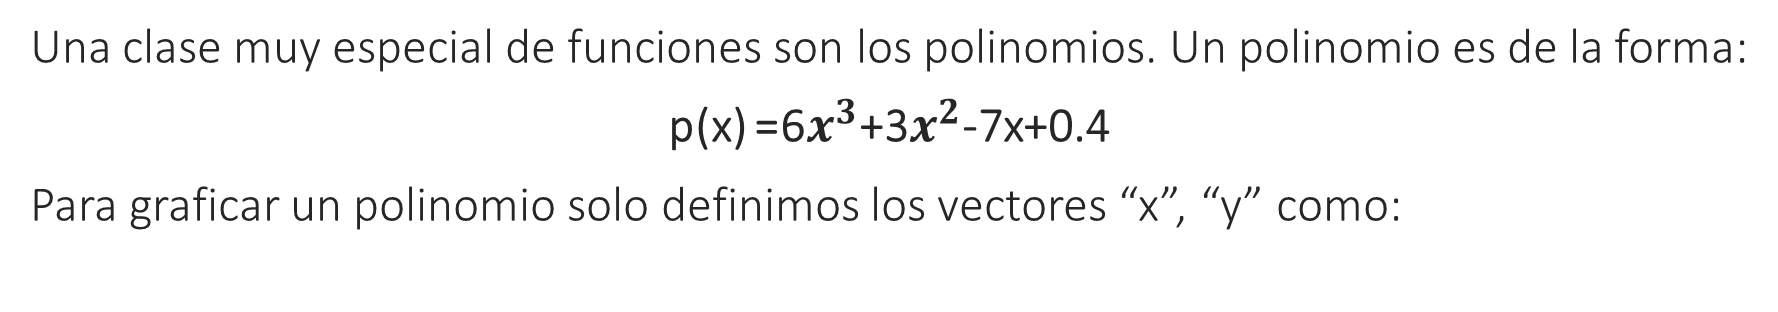 Una clase muy especial de funciones son los polinomios. Un polinomio es de la forma:
p(x)=6x³+3x²-7x+0.4
Para graficar un polinomio solo definimos los vectores “x”, “y” como: